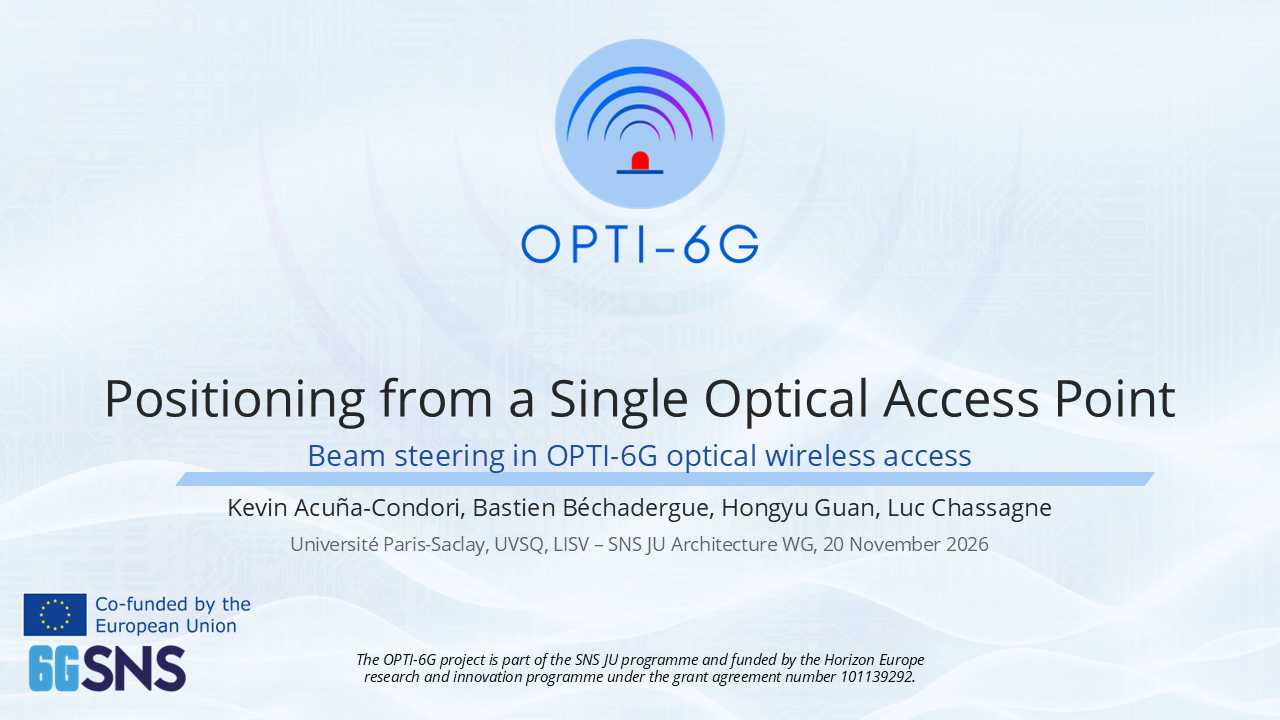 OPTI-6G
Positioning from a Single Optical Access Point
Beam steering in OPTI-6G optical wireless access
Kevin Acuña-Condori, Bastien Béchadergue, Hongyu Guan, Luc Chassagne
Université Paris-Saclay, UVSQ, LISV – SNS JU Architecture WG, 20 November 2026
Co-funded by the
European Union
6GSNS
The OPTI-6G project is part of the SNS JU programme and funded by the Horizon Europe
research and innovation programme under the grant agreement number 101139292.